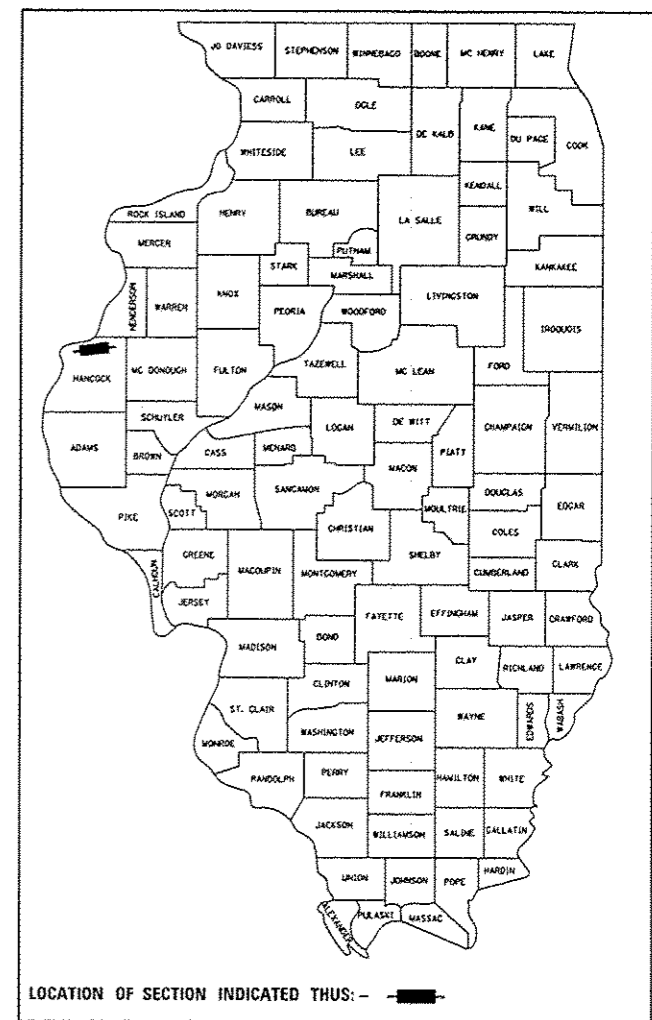 JO DAVIESS STEPHENSON WINNEBAGO BOONE MC HENRY LAKE
CARROLL OGLE DE KALB KANE DU PAGE COOK
WHITESIDE LEE KENDALL WILL
ROCK ISLAND HENRY BUREAU LA SALLE GRUNDY
MERCER PUTNAM KANKAKEE
STARK MARSHALL
HENDERSON WARREN KNOX PEORIA WOODFORD LIVINGSTON IROQUOIS
HANCOCK MC DONOUGH FULTON TAZEWELL MC LEAN FORD
SCHUYLER MASON LOGAN DE WITT CHAMPAIGN VERMILION
ADAMS BROWN CASS MENARD MACON PIATT
PIKE SCOTT MORGAN SANGAMON CHRISTIAN MOULTRIE DOUGLAS EDGAR
COLES
CALHOUN GREENE MACOUPIN MONTGOMERY SHELBY CUMBERLAND CLARK
JERSEY FAYETTE EFFINGHAM JASPER CRAWFORD
MADISON BOND CLAY RICHLAND LAWRENCE
CLINTON MARION
ST. CLAIR WAYNE EDWARDS WABASH
MONROE WASHINGTON JEFFERSON
RANDOLPH PERRY HAMILTON WHITE
FRANKLIN
JACKSON WILLIAMSON SALINE GALLATIN
UNION JOHNSON POPE HARDIN
ALEXANDER PULASKI MASSAC
LOCATION OF SECTION INDICATED THUS: -